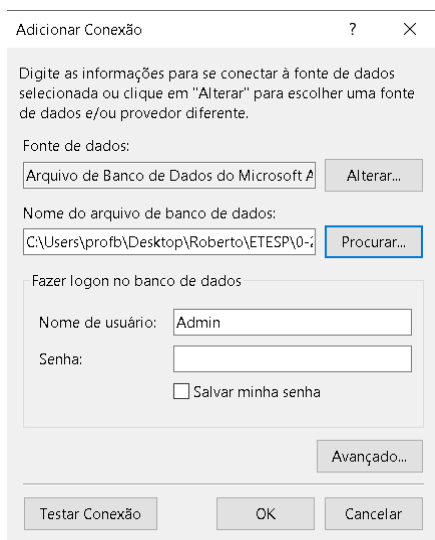 Adicionar Conexão ? ×
Digite as informações para se conectar à fonte de dados
selecionada ou clique em "Alterar" para escolher uma fonte
de dados e/ou provedor diferente.
Fonte de dados:
Arquivo de Banco de Dados do Microsoft A Alterar...
Nome do arquivo de banco de dados:
C:\Users\profb\Desktop\Roberto\ETESP\0-2 Procurar...
Fazer logon no banco de dados
Nome de usuário: Admin
Senha:
Salvar minha senha
Avançado...
Testar Conexão OK Cancelar